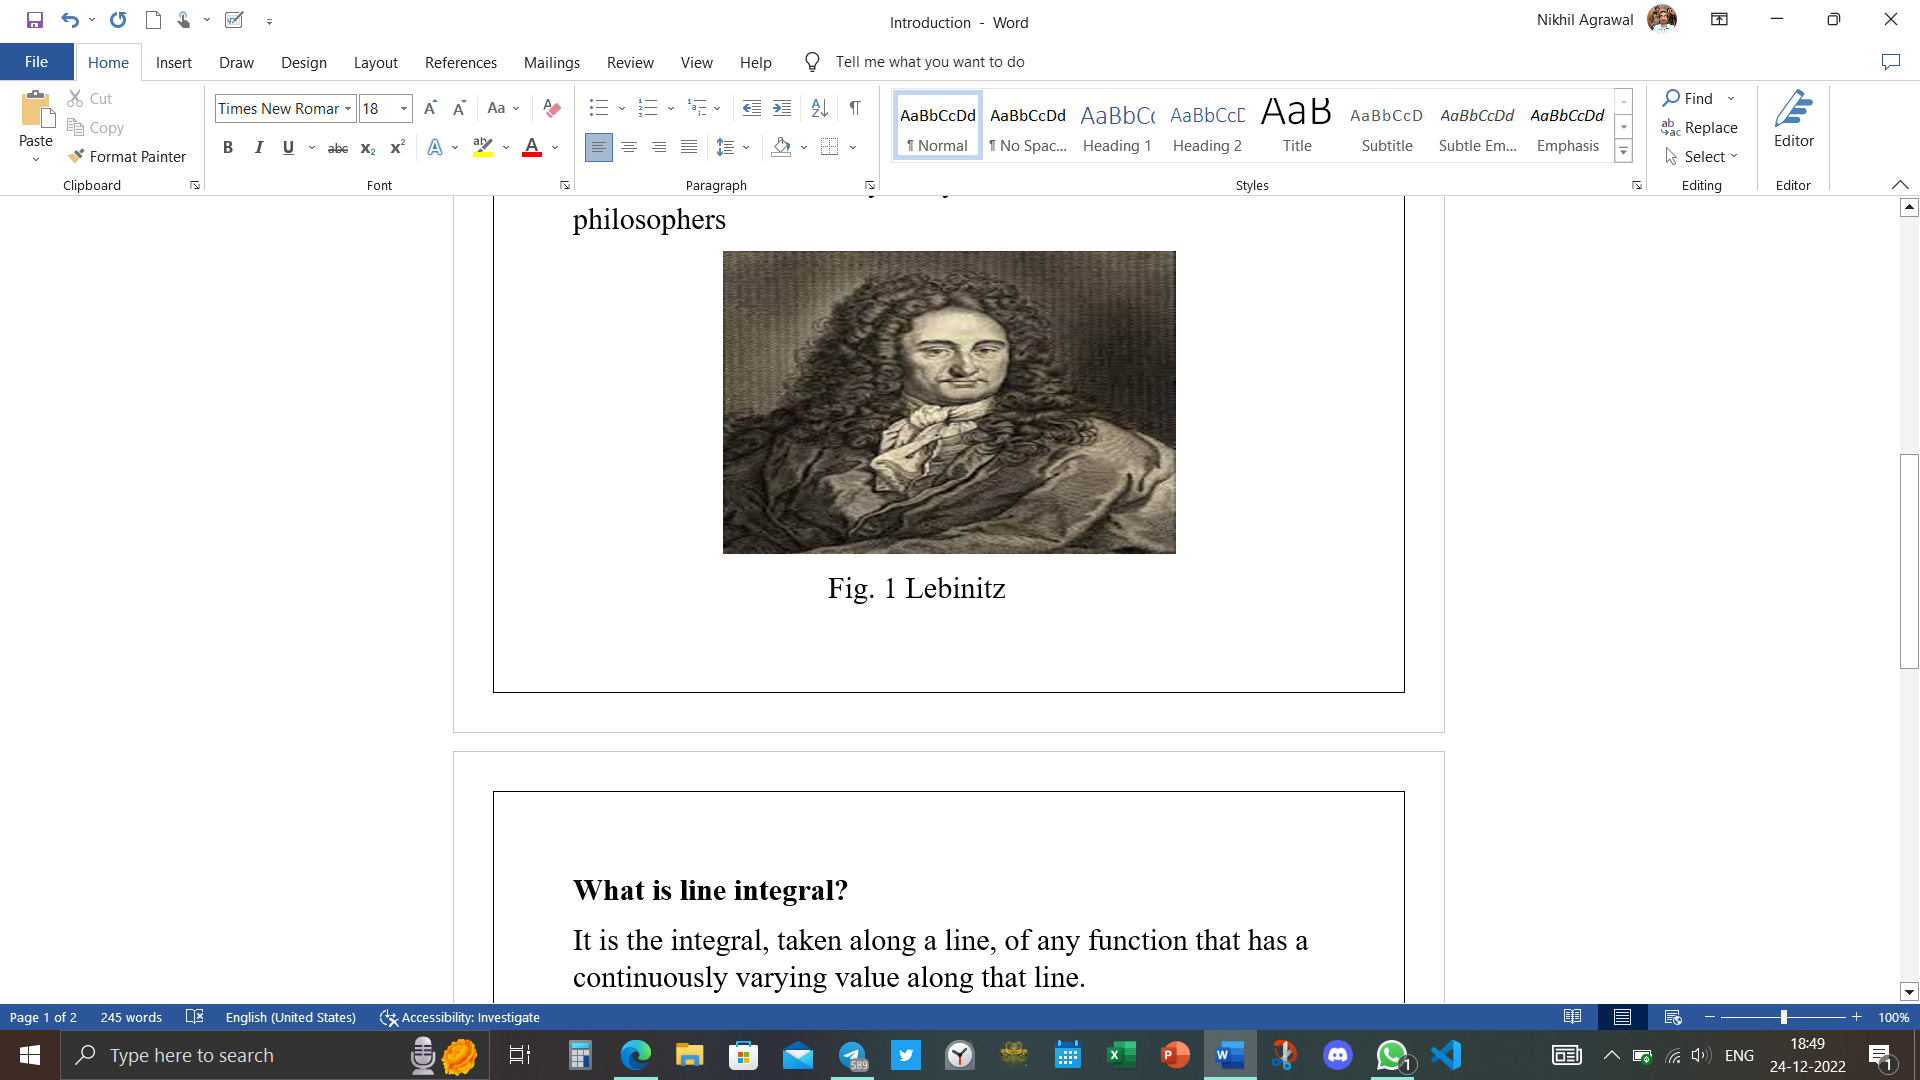 Introduction - Word
Nikhil Agrawal
File Home Insert Draw Design Layout References Mailings Review View Help Tell me what you want to do
Paste
Cut
Copy
Format Painter
Clipboard
Times New Romar 18
Aa
B I U abc x₂ x² A ab A
Font
Paragraph
AaBbCcDd AaBbCcDd AaBbCc AaBbCcD AaB AaBbCcD AaBbCcDd AaBbCcDd
¶ Normal ¶ No Spac... Heading 1 Heading 2 Title Subtitle Subtle Em... Emphasis
Styles
Find
Replace
Select
Editing
Editor
Editor
philosophers
Fig. 1 Lebinitz
What is line integral?
It is the integral, taken along a line, of any function that has a
continuously varying value along that line.
Page 1 of 2 245 words English (United States) Accessibility: Investigate 100%
Type here to search
589
1
ENG
18:49
24-12-2022
1